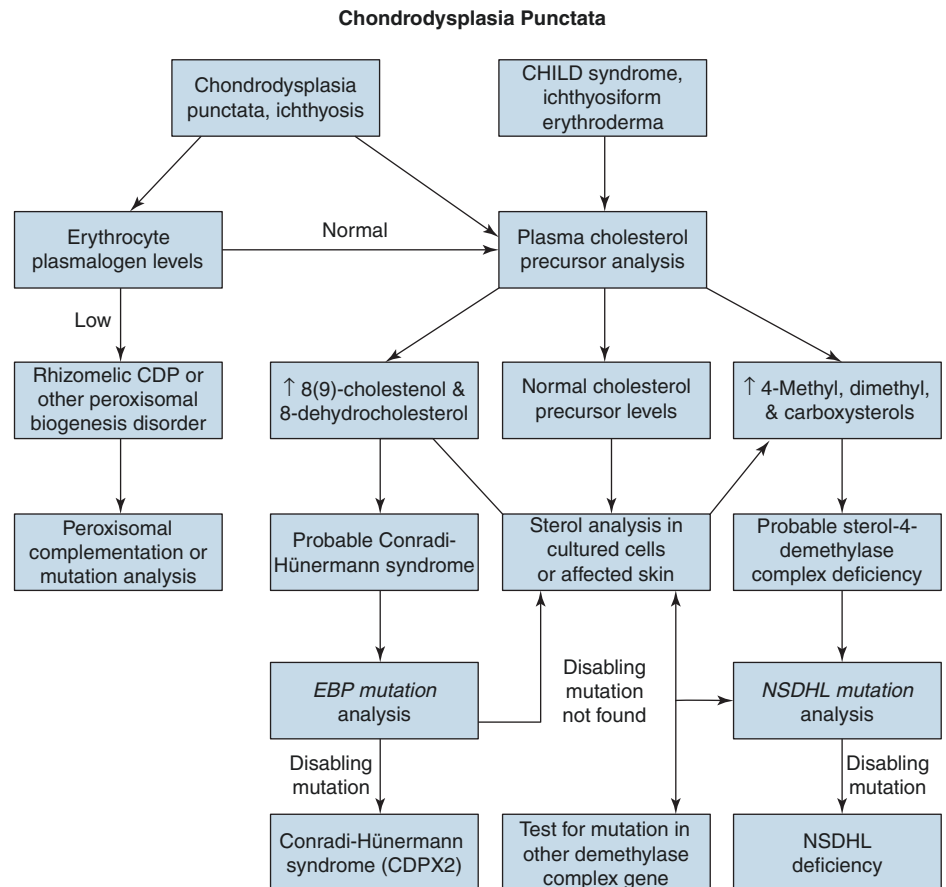 Chondrodysplasia Punctata
Chondrodysplasia
punctata, ichthyosis
CHILD syndrome,
ichthyosiform
erythroderma
Erythrocyte
plasmalogen levels
Normal
Plasma cholesterol
precursor analysis
Low
Rhizomelic CDP or
other peroxisomal
biogenesis disorder
↑ 8(9)-cholestenol &
8-dehydrocholesterol
Normal cholesterol
precursor levels
↑ 4-Methyl, dimethyl,
& carboxysterols
Peroxisomal
complementation or
mutation analysis
Probable Conradi-
Hünermann syndrome
Sterol analysis in
cultured cells
or affected skin
Probable sterol-4-
demethylase
complex deficiency
EBP mutation
analysis
Disabling
mutation
not found
NSDHL mutation
analysis
Disabling
mutation
Disabling
mutation
Conradi-Hünermann
syndrome (CDPX2)
Test for mutation in
other demethylase
complex gene
NSDHL
deficiency